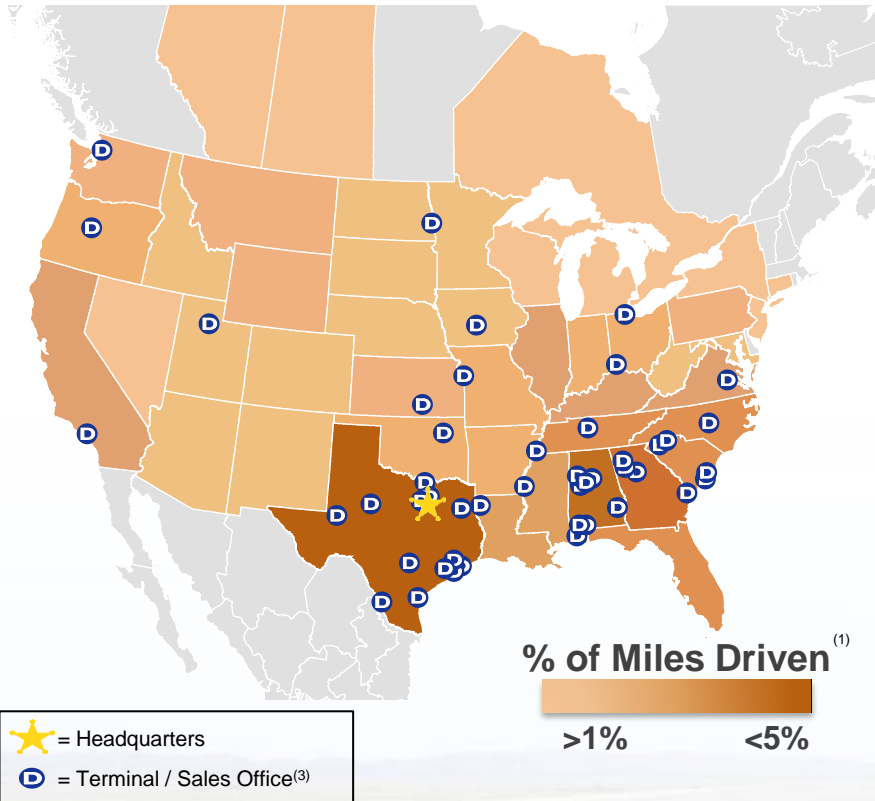 % of Miles Driven (1)
>1% <5%
= Headquarters
D = Terminal / Sales Office(3)